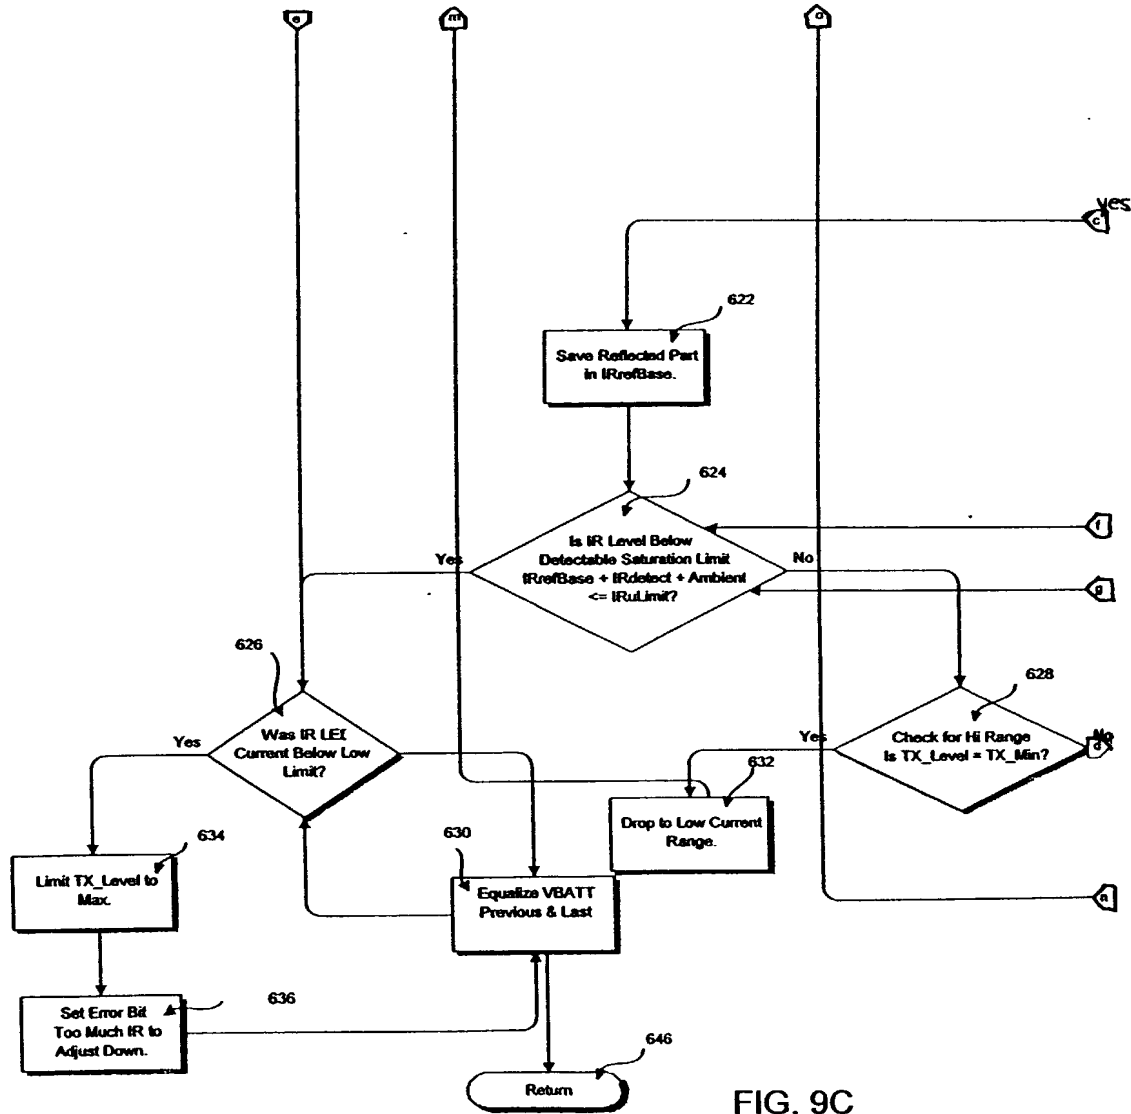 e
m
o
yes
c
622
Save Reflected Part
in IRrefBase.
624
Is IR Level Below
Detectable Saturation Limit
IRrefBase + IRdetect + Ambient
<= IRuLimit?
Yes
No
f
g
626
Was IR LED
Current Below Low
Limit?
Yes
628
Check for Hi Range
Is TX_Level = TX_Min?
Yes
No
d
632
Drop to Low Current
Range.
634
Limit TX_Level to
Max.
630
Equalize VBATT
Previous & Last
n
636
Set Error Bit
Too Much IR to
Adjust Down.
646
Return
FIG. 9C